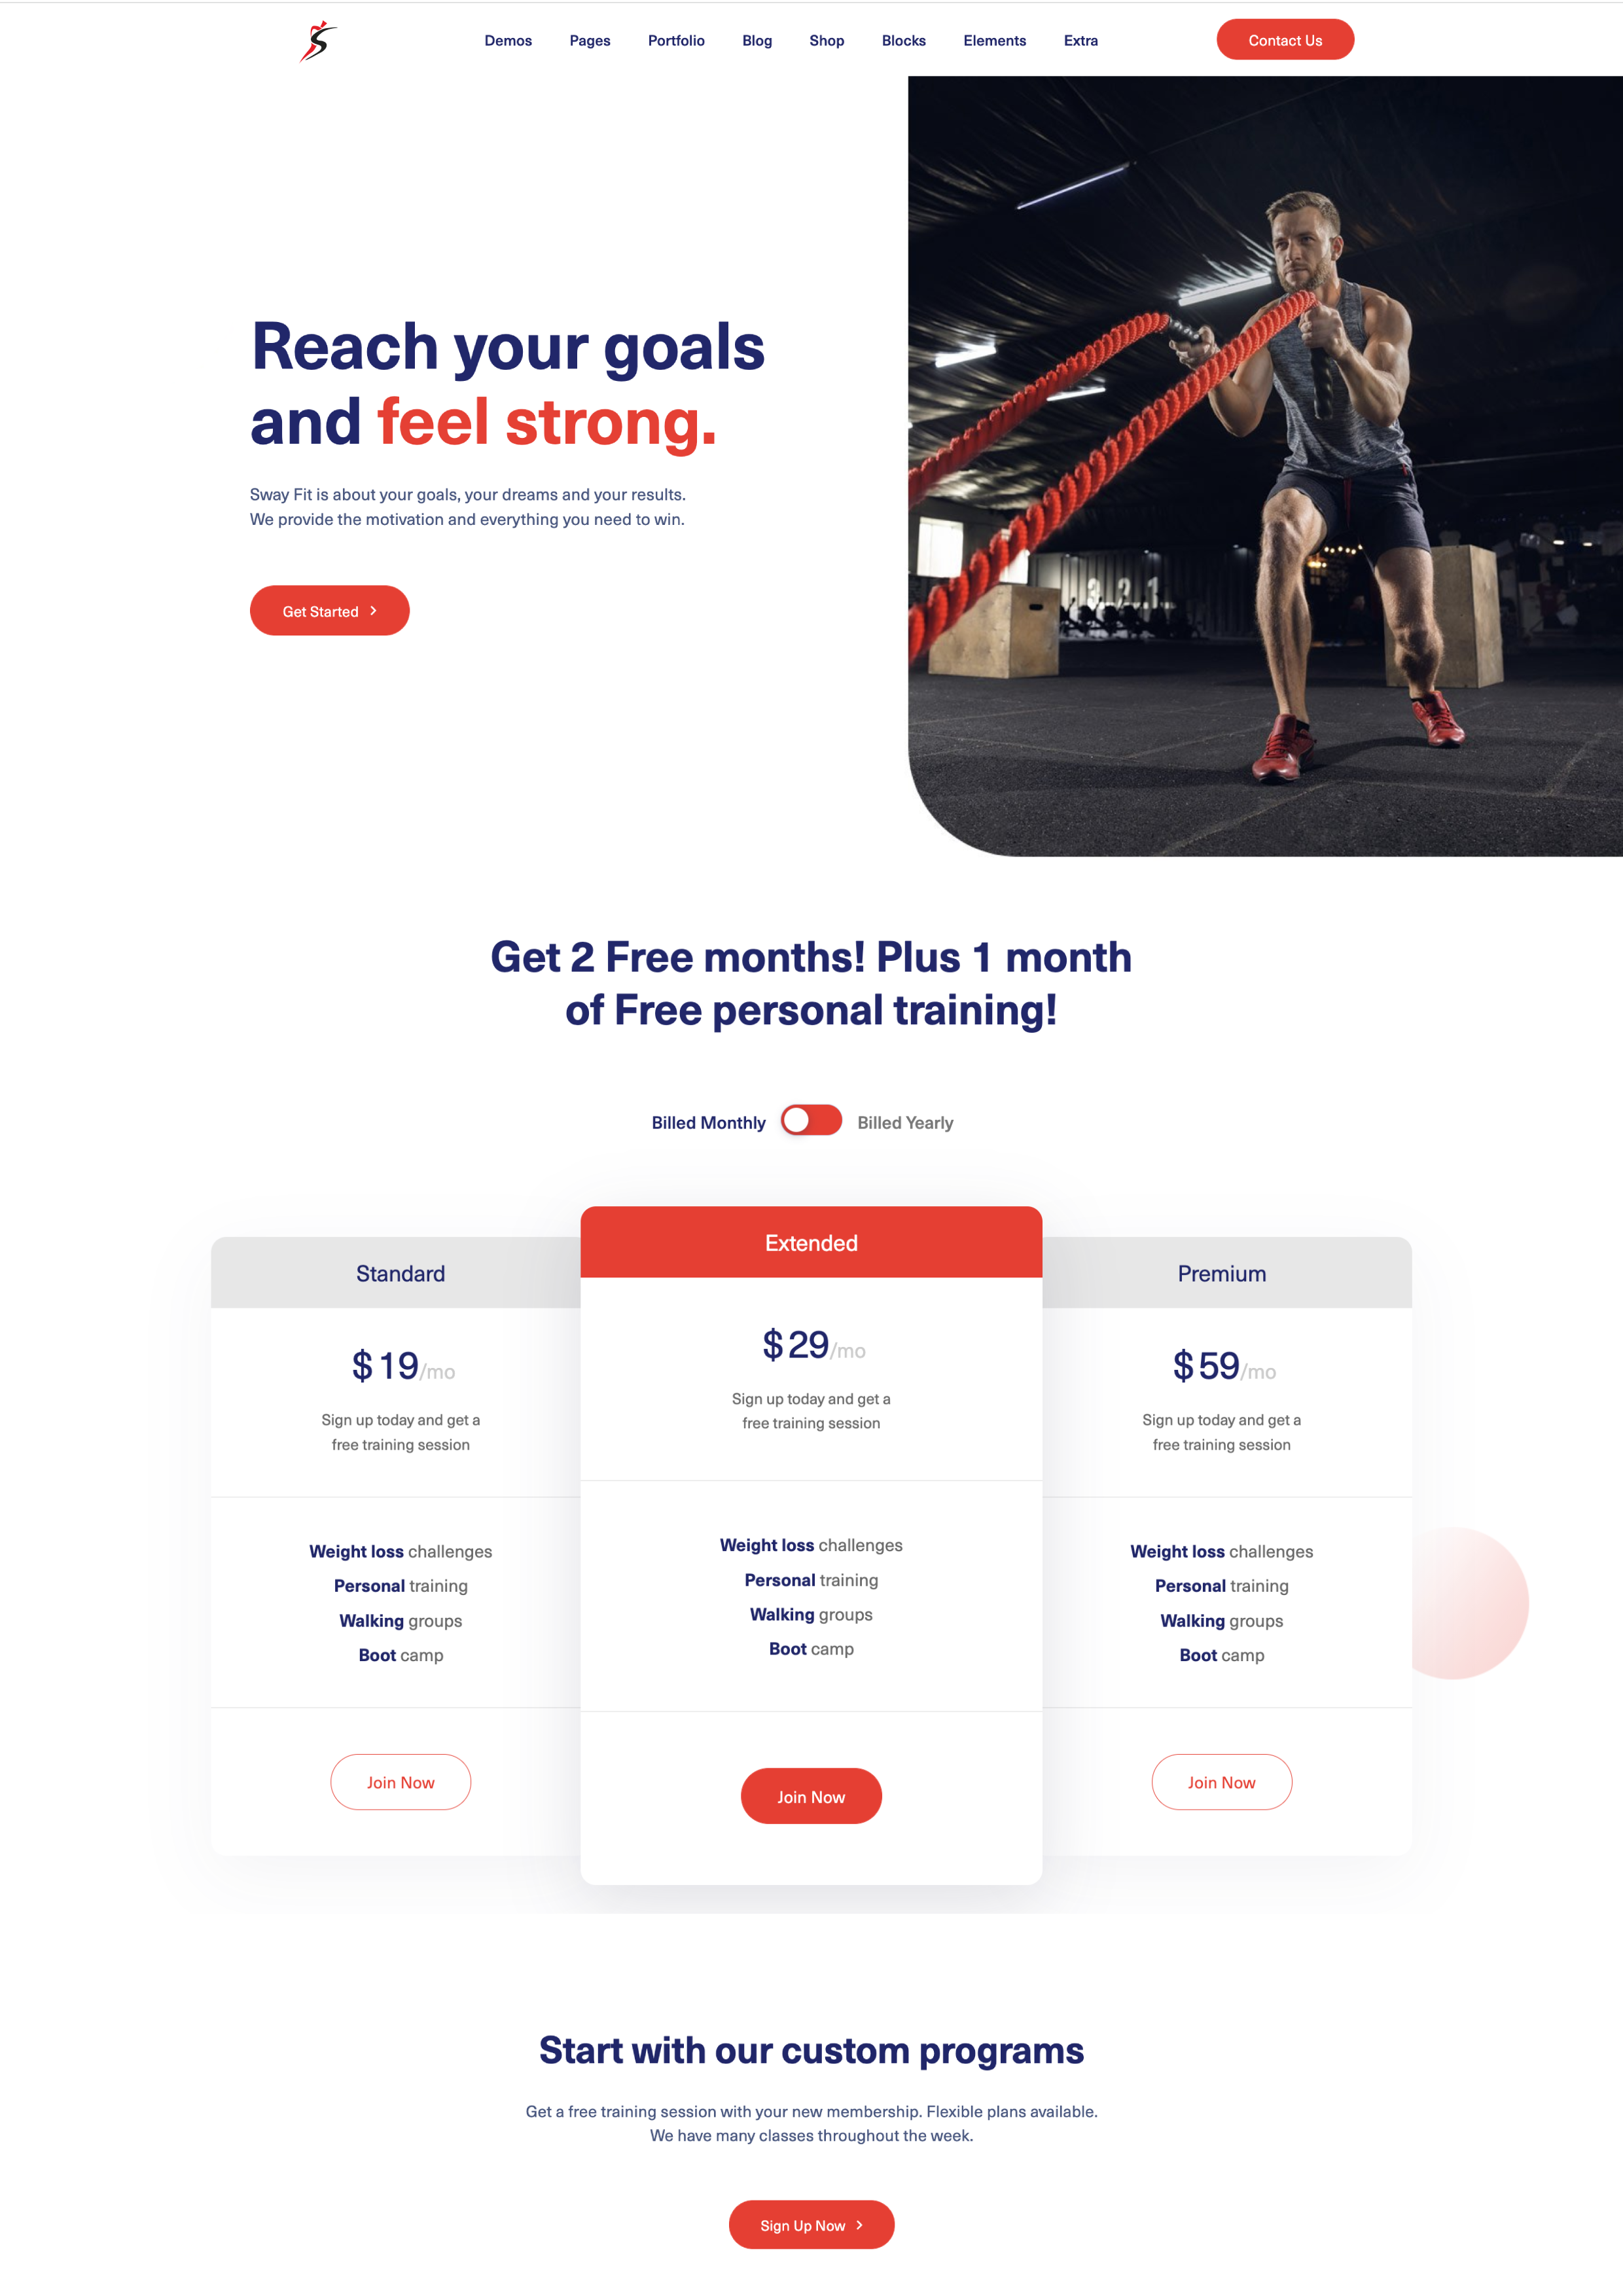 Demos Pages Portfolio Blog Shop Blocks Elements Extra Contact Us
Reach your goals
and feel strong.
Sway Fit is about your goals, your dreams and your results.
We provide the motivation and everything you need to win.
Get Started
3 2 1
Get 2 Free months! Plus 1 month
of Free personal training!
Billed Monthly Billed Yearly
Standard
$19/mo
Sign up today and get a
free training session
Weight loss challenges
Personal training
Walking groups
Boot camp
Join Now
Extended
$29/mo
Sign up today and get a
free training session
Weight loss challenges
Personal training
Walking groups
Boot camp
Join Now
Premium
$59/mo
Sign up today and get a
free training session
Weight loss challenges
Personal training
Walking groups
Boot camp
Join Now
Start with our custom programs
Get a free training session with your new membership. Flexible plans available.
We have many classes throughout the week.
Sign Up Now